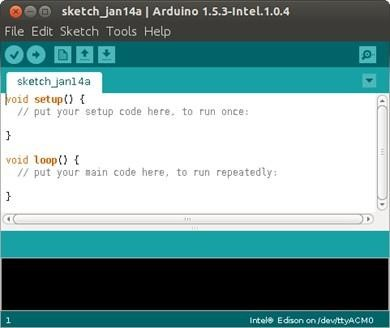 sketch_jan14a | Arduino 1.5.3-Intel.1.0.4
File Edit Sketch Tools Help
sketch_jan14a
void setup() {
  // put your setup code here, to run once:
}
void loop() {
  // put your main code here, to run repeatedly:
}
1 Intel® Edison on /dev/ttyACM0